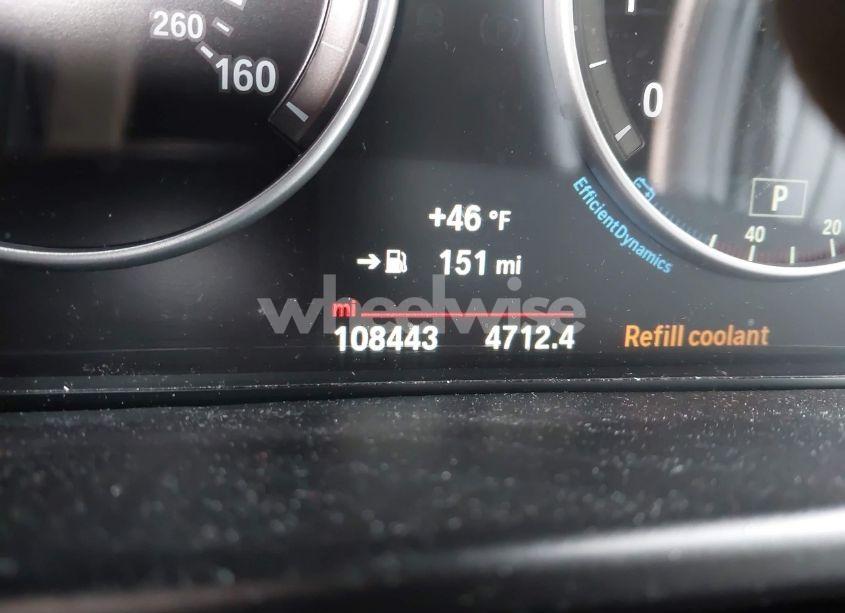 260
160
0
EfficientDynamics
P
40
20
+46 °F
151 mi
mi
108443 4712.4
Refill coolant
wheelwise